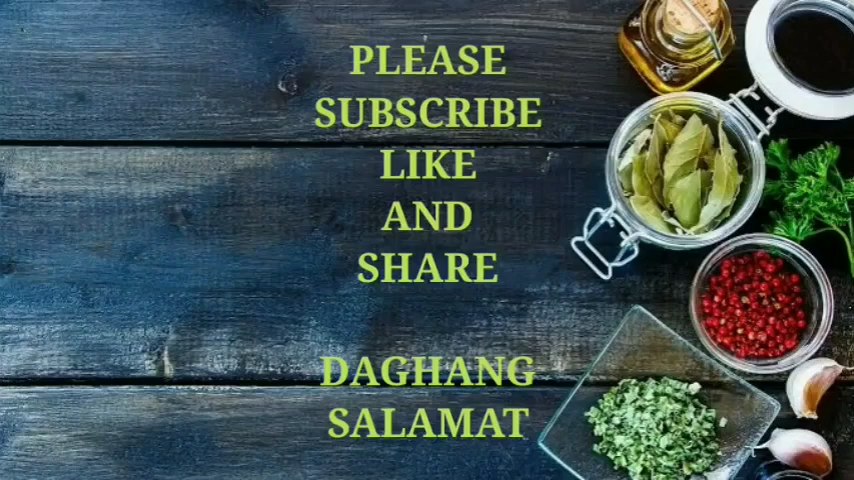 PLEASE
SUBSCRIBE
LIKE
AND
SHARE
DAGHANG
SALAMAT